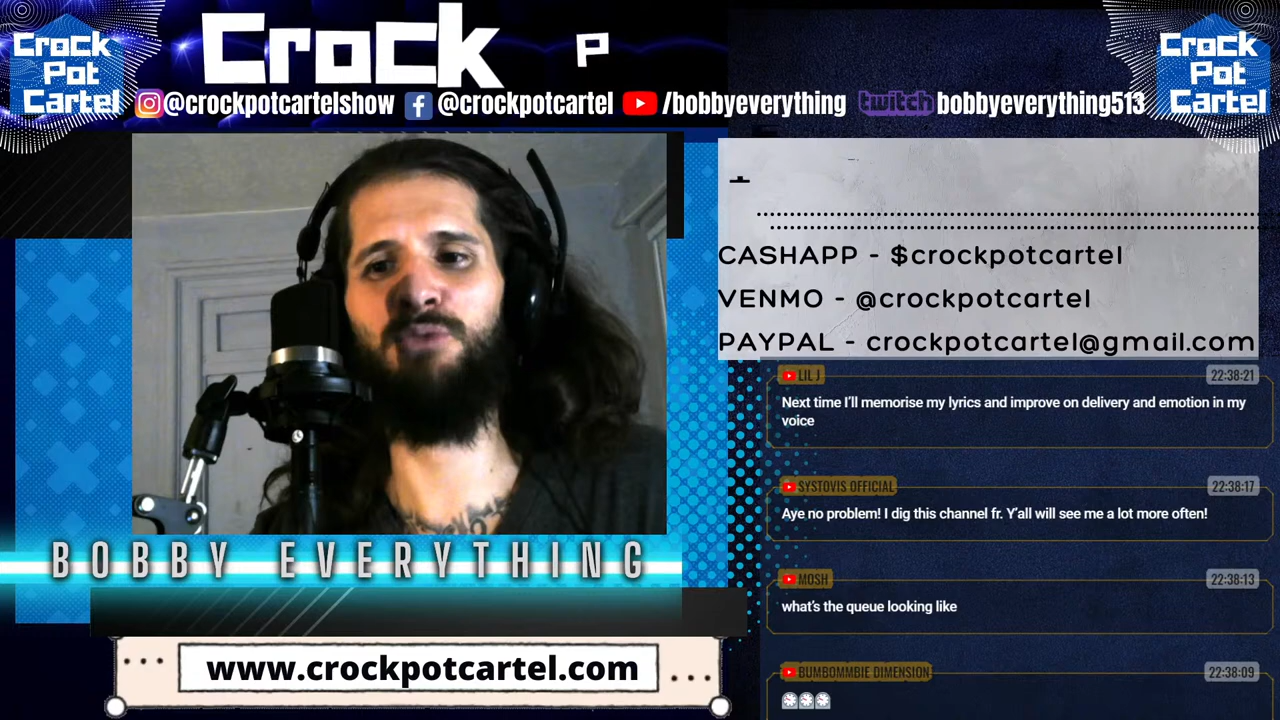 Crock P
Crock
Pot
Cartel
@crockpotcartelshow @crockpotcartel /bobbyeverything twitch bobbyeverything513
Crock
Pot
Cartel
CASHAPP - $crockpotcartel
VENMO - @crockpotcartel
PAYPAL - crockpotcartel@gmail.com
LIL J 22:38:21
Next time I'll memorise my lyrics and improve on delivery and emotion in my
voice
SYSTOVIS OFFICIAL 22:38:17
Aye no problem! I dig this channel fr. Y'all will see me a lot more often!
MOSH 22:38:13
what's the queue looking like
BUMBOMMBIE DIMENSION 22:38:09
BOBBY EVERYTHING
www.crockpotcartel.com